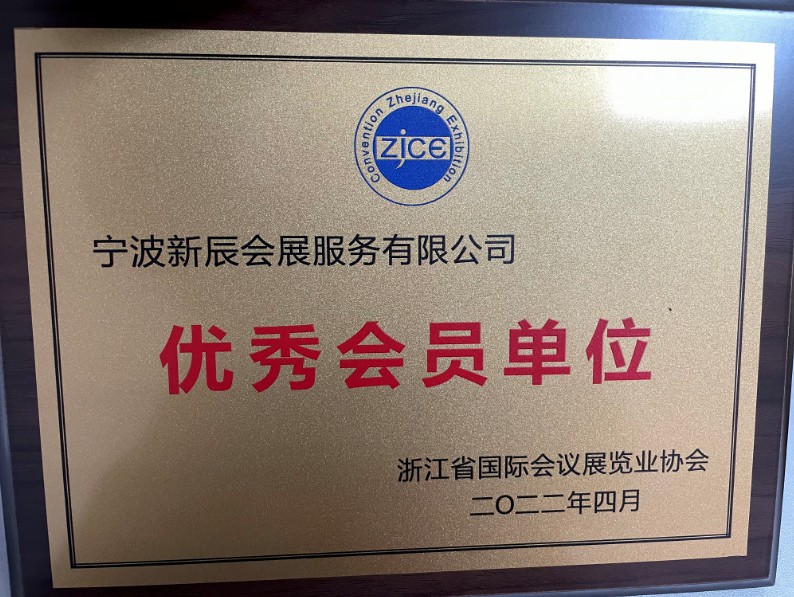 Convention Zhejiang Exhibition
zjce
宁波新辰会展服务有限公司
优秀会员单位
浙江省国际会议展览业协会
二〇二二年四月